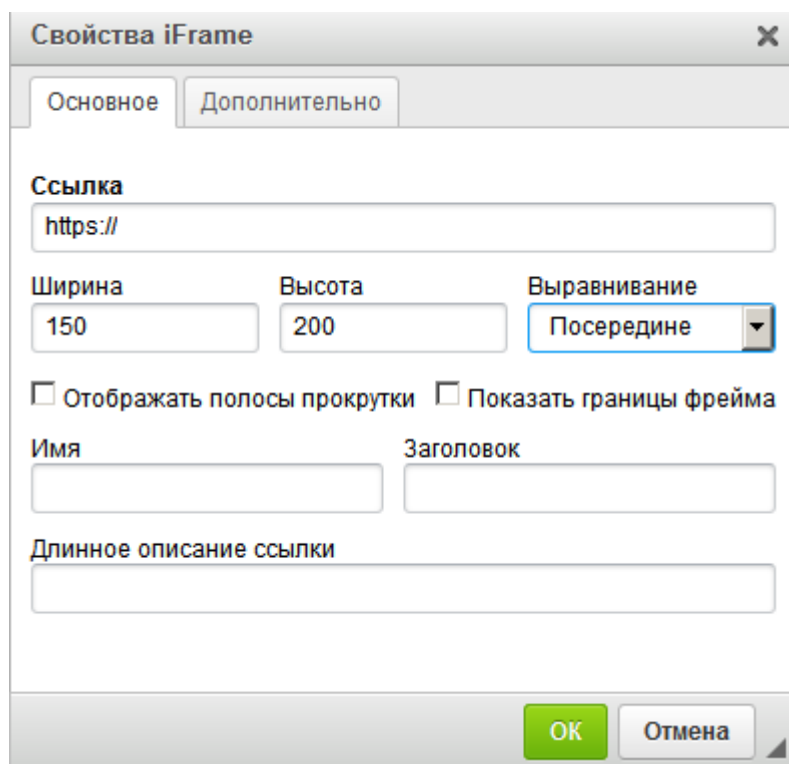 Свойства iFrame
Основное Дополнительно
Ссылка
https://
Ширина Высота Выравнивание
150 200 Посередине
Отображать полосы прокрутки Показать границы фрейма
Имя Заголовок
Длинное описание ссылки
ОК Отмена